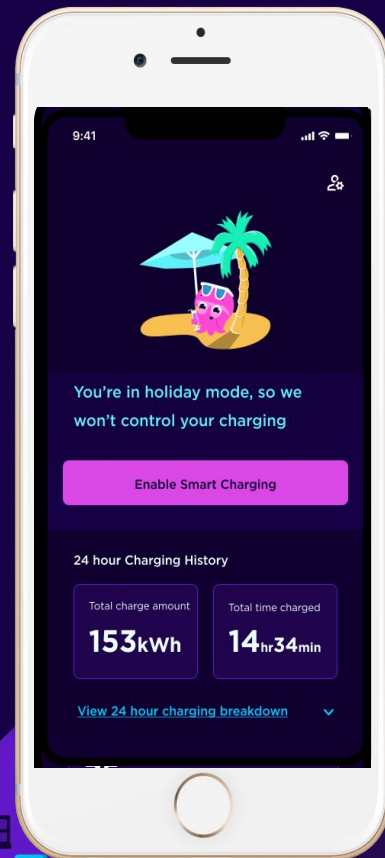 9:41
You're in holiday mode, so we
won't control your charging
Enable Smart Charging
24 hour Charging History
Total charge amount
153kWh
Total time charged
14hr34min
View 24 hour charging breakdown